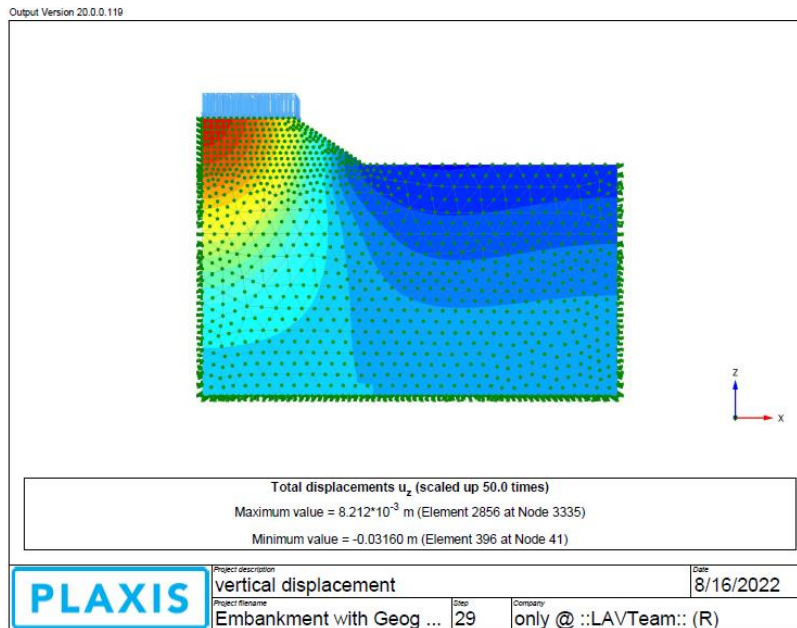 Output Version 20.0.0.119
Z
X
Total displacements uz (scaled up 50.0 times)
Maximum value = 8.212*10-3 m (Element 2856 at Node 3335)
Minimum value = -0.03160 m (Element 396 at Node 41)
PLAXIS
Project description
vertical displacement
Date
8/16/2022
Project filename
Embankment with Geog ...
Step
29
Company
only @ ::LAVTeam:: (R)